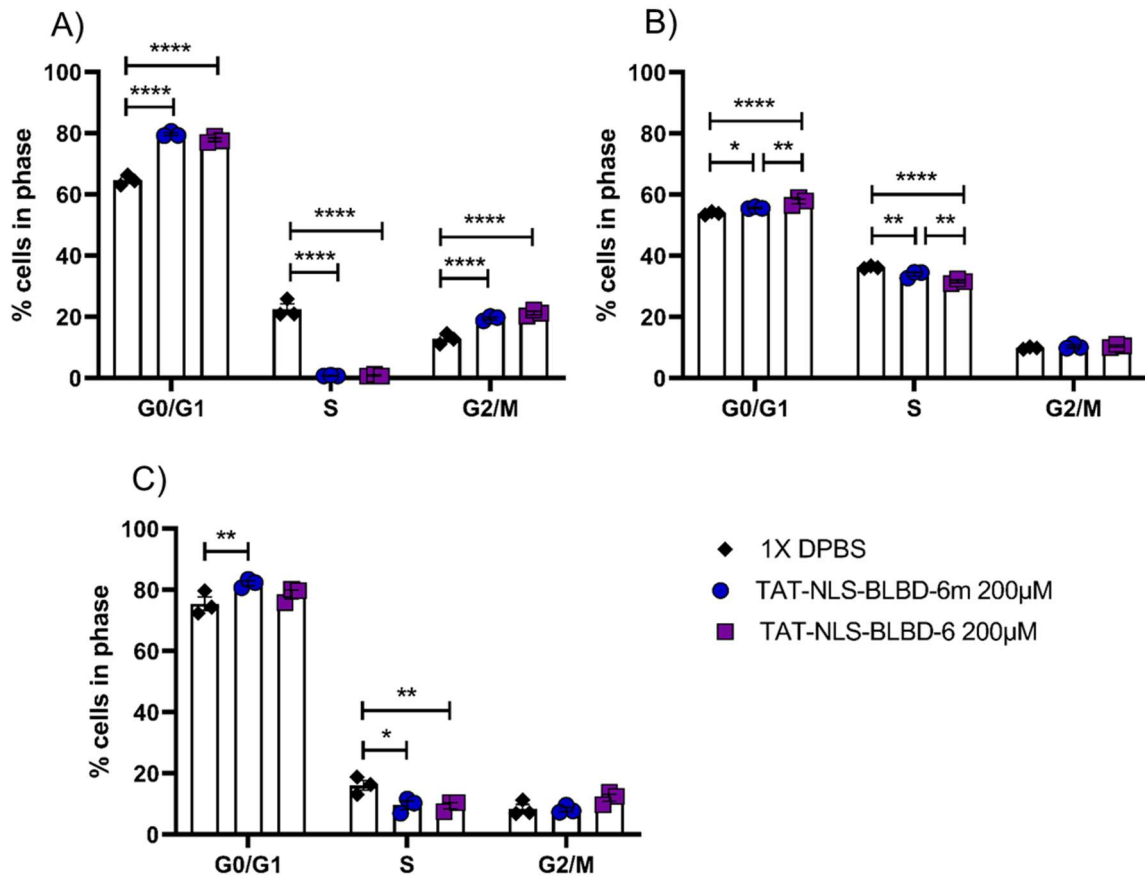 A)
% cells in phase
100
80
60
40
20
0
****
****
****
****
****
****
G0/G1 S G2/M
B)
% cells in phase
100
80
60
40
20
0
****
* **
****
** **
G0/G1 S G2/M
C)
% cells in phase
100
80
60
40
20
0
**
**
*
G0/G1 S G2/M
1X DPBS
TAT-NLS-BLBD-6m 200µM
TAT-NLS-BLBD-6 200µM